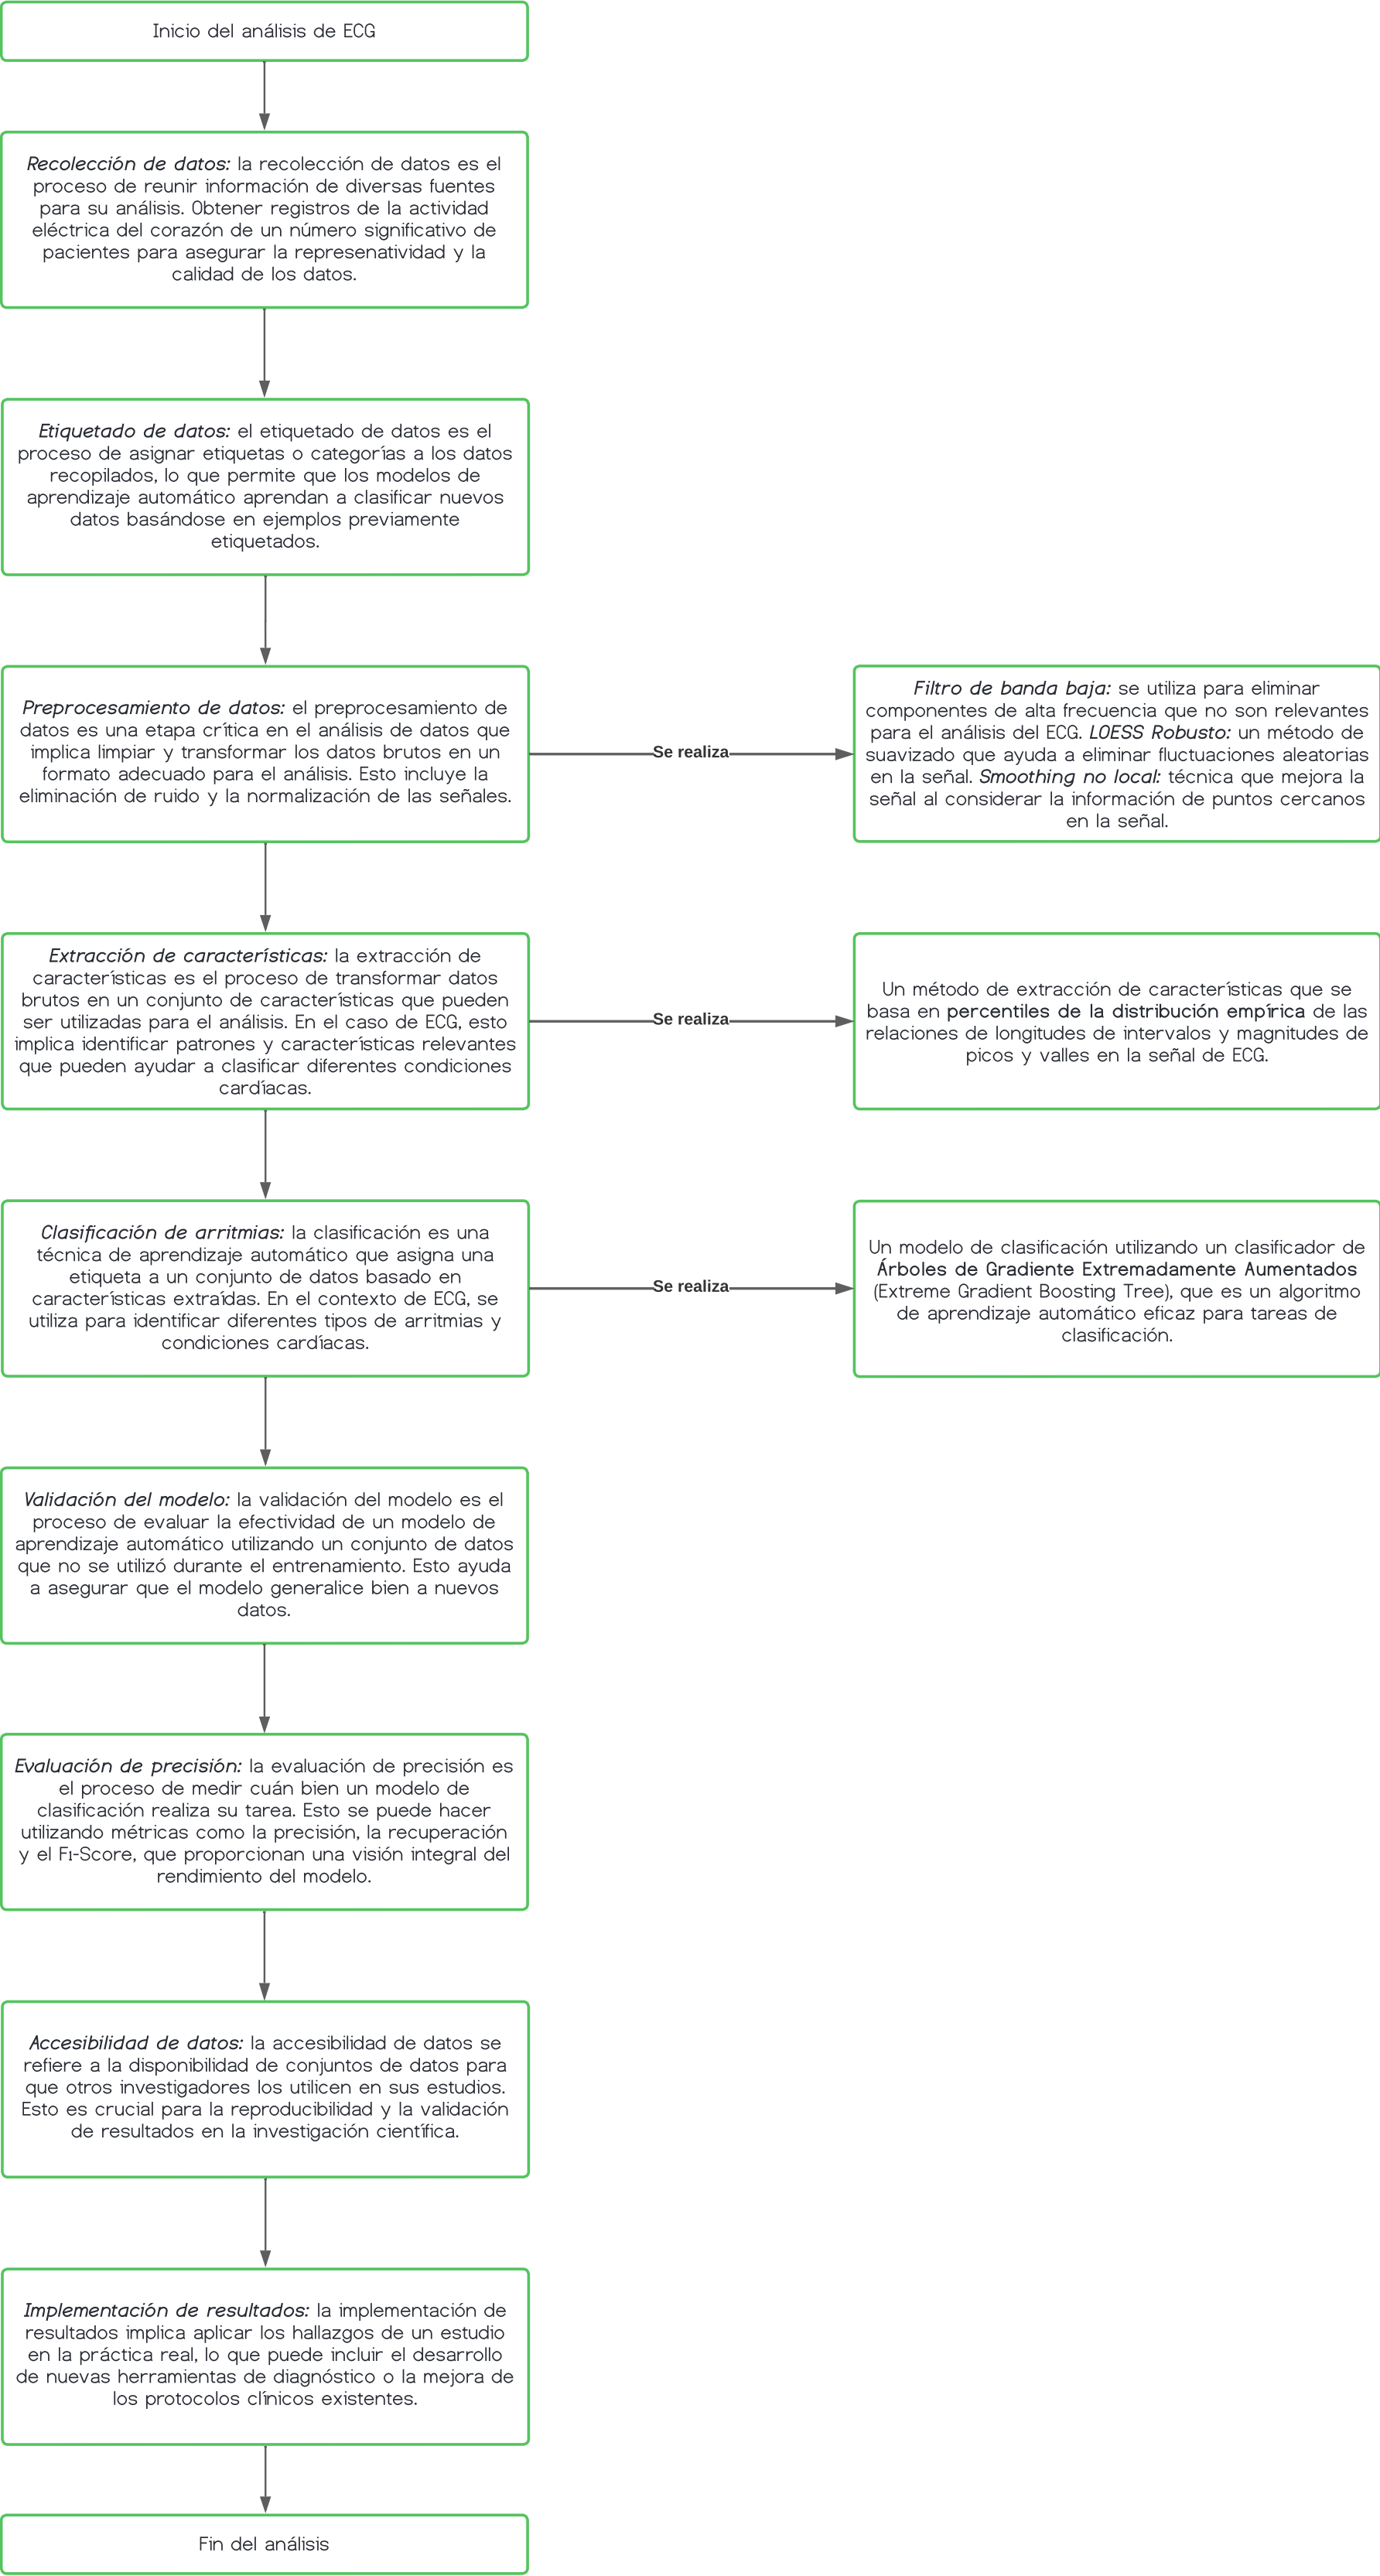 Inicio del análisis de ECG
Recolección de datos: la recolección de datos es el
proceso de reunir información de diversas fuentes
para su análisis. Obtener registros de la actividad
eléctrica del corazón de un número significativo de
pacientes para asegurar la represenatividad y la
calidad de los datos.
Etiquetado de datos: el etiquetado de datos es el
proceso de asignar etiquetas o categorías a los datos
recopilados, lo que permite que los modelos de
aprendizaje automático aprendan a clasificar nuevos
datos basándose en ejemplos previamente
etiquetados.
Preprocesamiento de datos: el preprocesamiento de
datos es una etapa crítica en el análisis de datos que
implica limpiar y transformar los datos brutos en un
formato adecuado para el análisis. Esto incluye la
eliminación de ruido y la normalización de las señales.
Se realiza
Filtro de banda baja: se utiliza para eliminar
componentes de alta frecuencia que no son relevantes
para el análisis del ECG. LOESS Robusto: un método de
suavizado que ayuda a eliminar fluctuaciones aleatorias
en la señal. Smoothing no local: técnica que mejora la
señal al considerar la información de puntos cercanos
en la señal.
Extracción de características: la extracción de
características es el proceso de transformar datos
brutos en un conjunto de características que pueden
ser utilizadas para el análisis. En el caso de ECG, esto
implica identificar patrones y características relevantes
que pueden ayudar a clasificar diferentes condiciones
cardíacas.
Se realiza
Un método de extracción de características que se
basa en percentiles de la distribución empírica de las
relaciones de longitudes de intervalos y magnitudes de
picos y valles en la señal de ECG.
Clasificación de arritmias: la clasificación es una
técnica de aprendizaje automático que asigna una
etiqueta a un conjunto de datos basado en
características extraídas. En el contexto de ECG, se
utiliza para identificar diferentes tipos de arritmias y
condiciones cardíacas.
Se realiza
Un modelo de clasificación utilizando un clasificador de
Árboles de Gradiente Extremadamente Aumentados
(Extreme Gradient Boosting Tree), que es un algoritmo
de aprendizaje automático eficaz para tareas de
clasificación.
Validación del modelo: la validación del modelo es el
proceso de evaluar la efectividad de un modelo de
aprendizaje automático utilizando un conjunto de datos
que no se utilizó durante el entrenamiento. Esto ayuda
a asegurar que el modelo generalice bien a nuevos
datos.
Evaluación de precisión: la evaluación de precisión es
el proceso de medir cuán bien un modelo de
clasificación realiza su tarea. Esto se puede hacer
utilizando métricas como la precisión, la recuperación
y el F1-Score, que proporcionan una visión integral del
rendimiento del modelo.
Accesibilidad de datos: la accesibilidad de datos se
refiere a la disponibilidad de conjuntos de datos para
que otros investigadores los utilicen en sus estudios.
Esto es crucial para la reproducibilidad y la validación
de resultados en la investigación científica.
Implementación de resultados: la implementación de
resultados implica aplicar los hallazgos de un estudio
en la práctica real, lo que puede incluir el desarrollo
de nuevas herramientas de diagnóstico o la mejora de
los protocolos clínicos existentes.
Fin del análisis